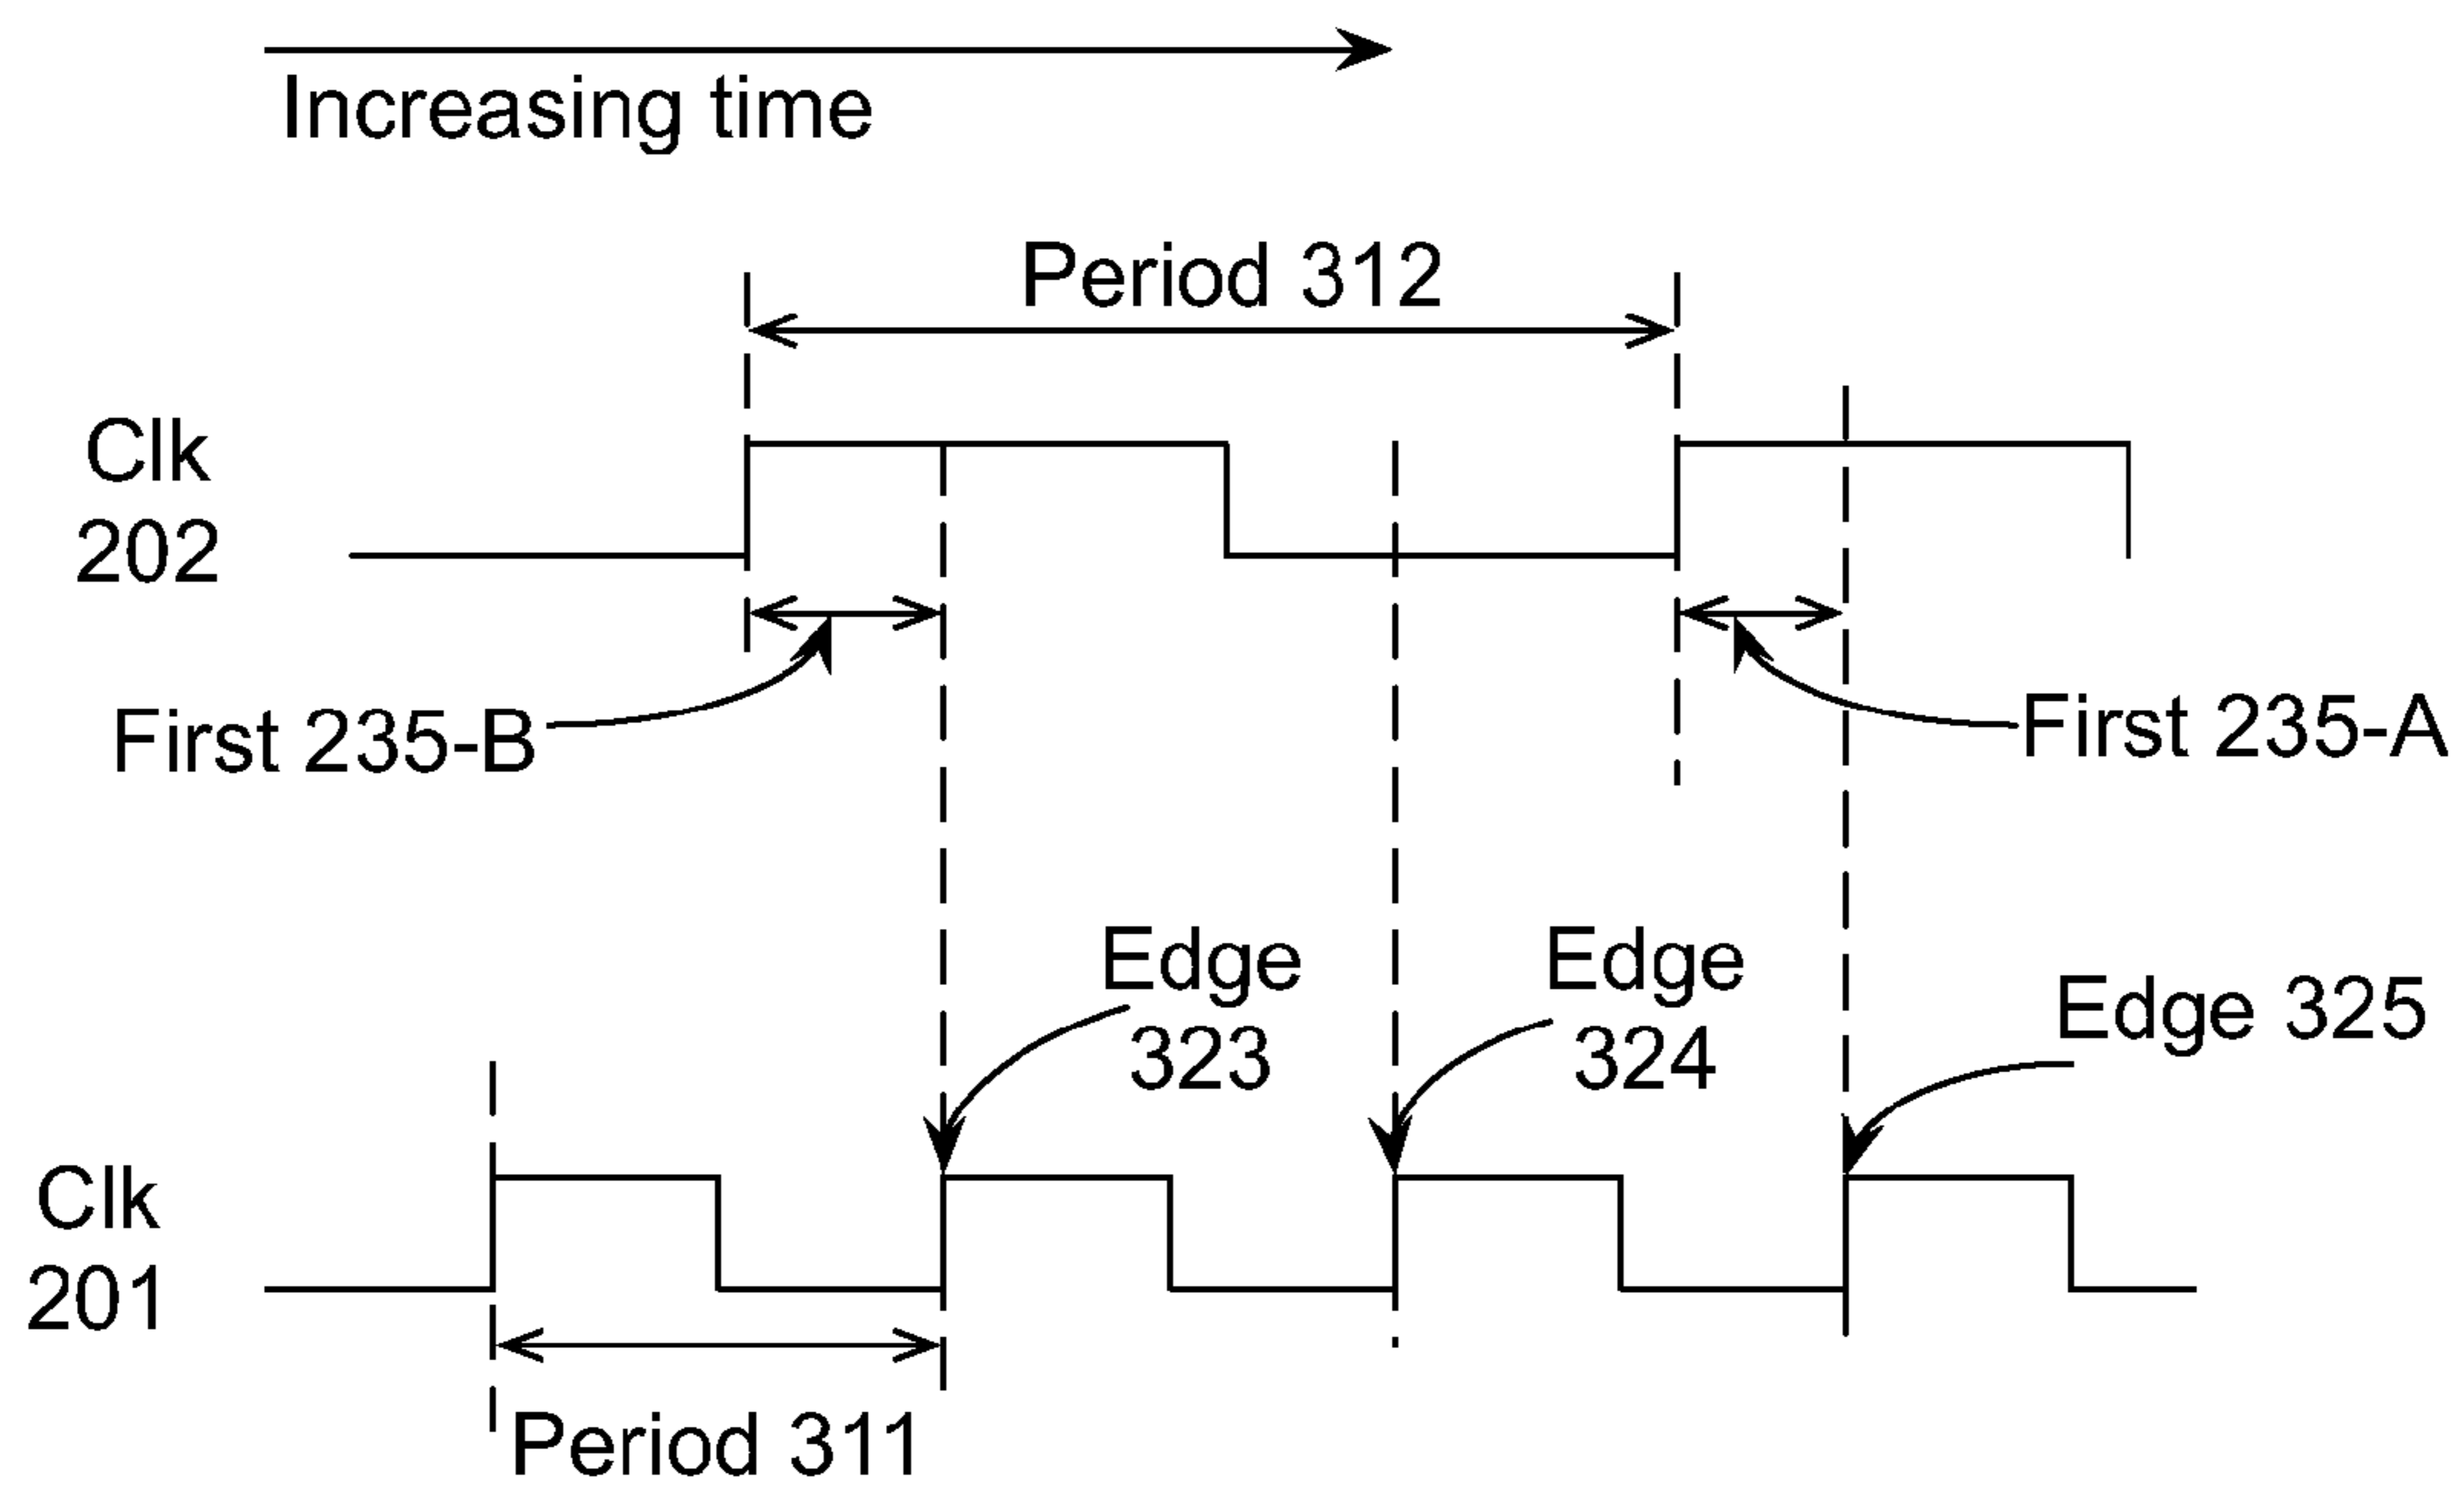 Increasing time
Period 312
Clk
202
First 235-B
First 235-A
Edge
323
Edge
324
Edge 325
Clk
201
Period 311